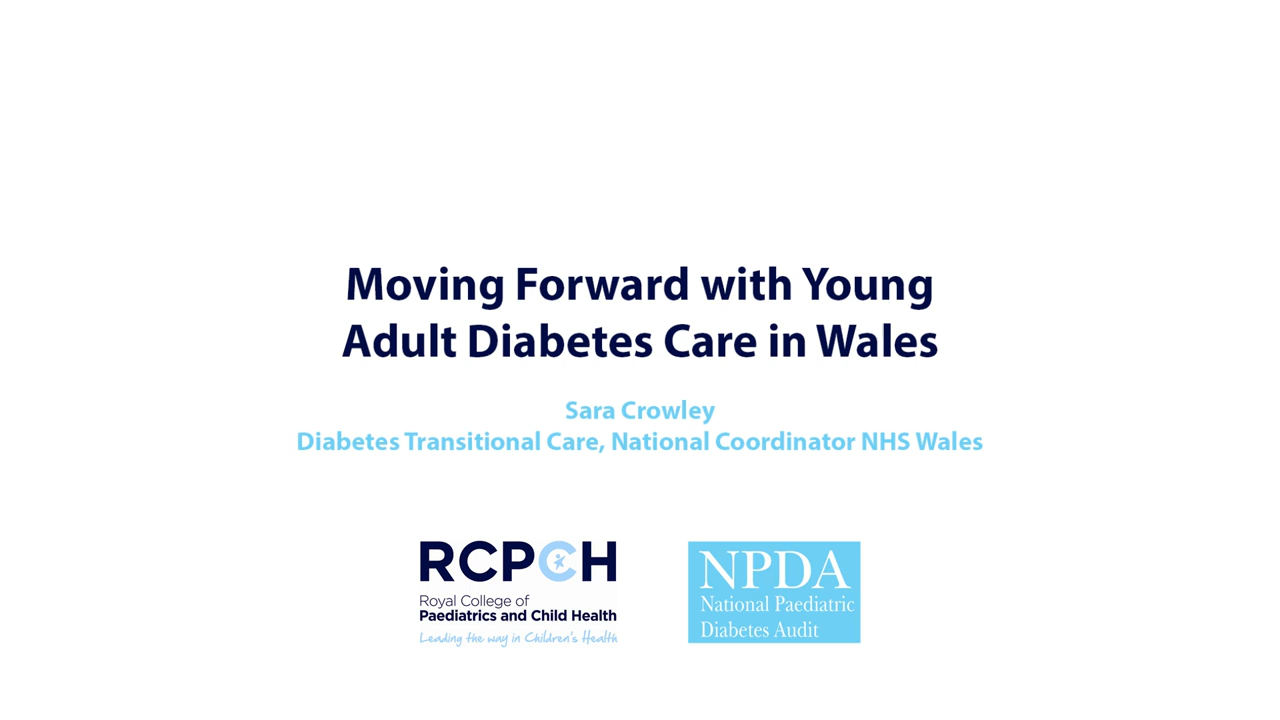 Moving Forward with Young
Adult Diabetes Care in Wales
Sara Crowley
Diabetes Transitional Care, National Coordinator NHS Wales
RCPCH
Royal College of
Paediatrics and Child Health
Leading the way in Children's Health
NPDA
National Paediatric
Diabetes Audit